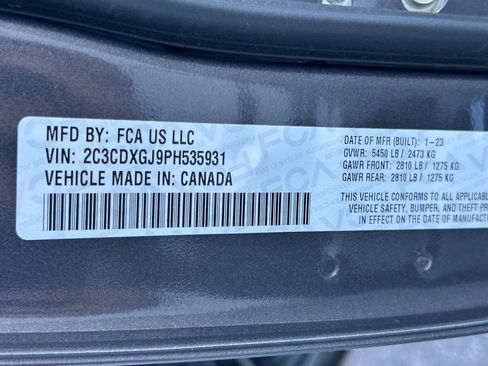 MFD BY: FCA US LLC
VIN: 2C3CDXGJ9PH535931
VEHICLE MADE IN: CANADA
DATE OF MFR (BUILT): 1-23
GVWR: 5450 LB / 2473 KG
GAWR FRONT: 2810 LB / 1275 KG
GAWR REAR: 2810 LB / 1275 KG
THIS VEHICLE CONFORMS TO ALL
VEHICLE SAFETY, BUMPER, AND THEFT PR
IN EFFECT ON THE DATE OF MANUFAC